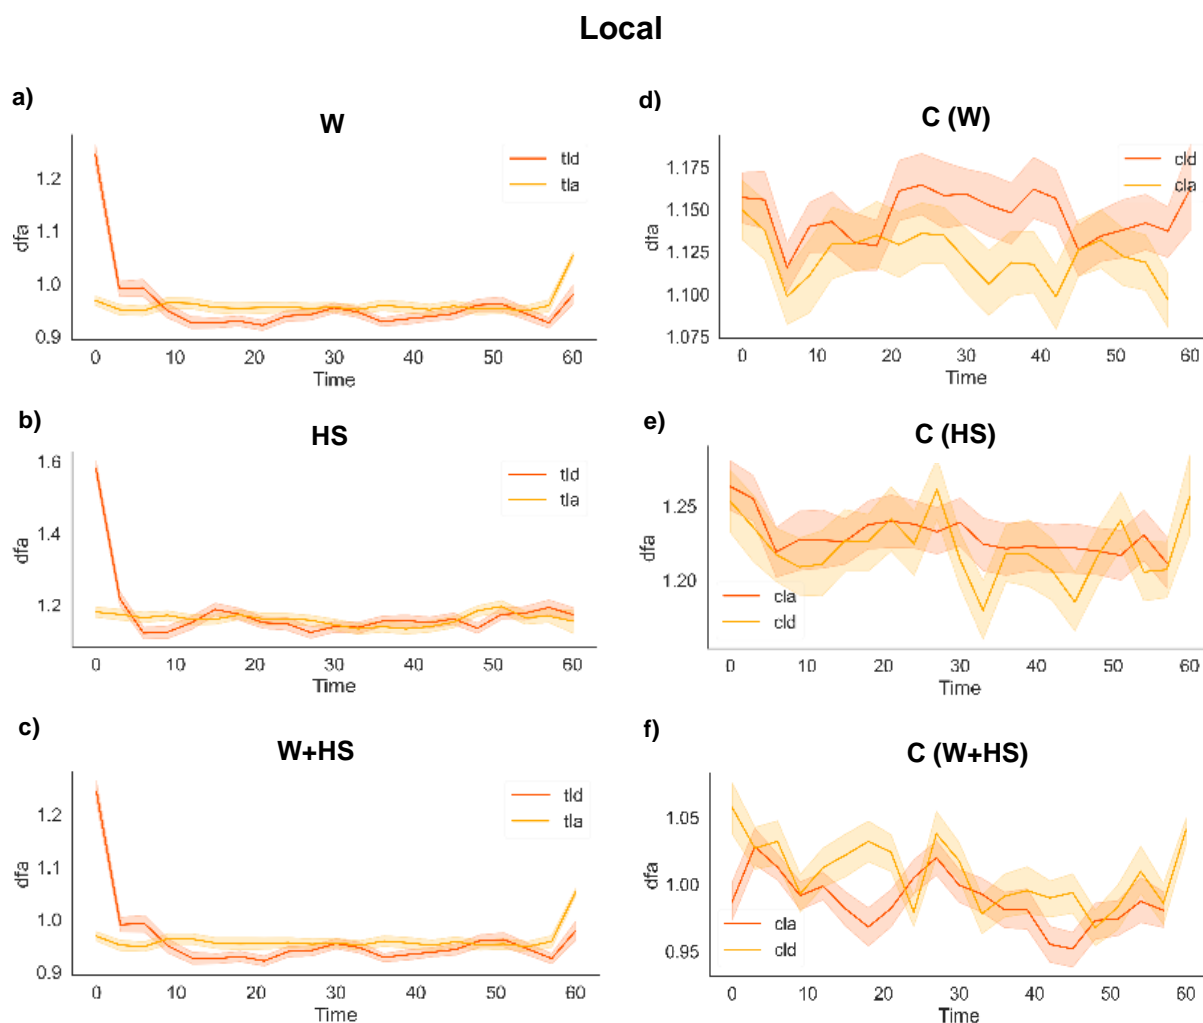 Local
a)
W
tld
tla
dfa
1.2
1.1
1.0
0.9
0 10 20 30 40 50 60
Time
b)
HS
tld
tla
dfa
1.6
1.4
1.2
0 10 20 30 40 50 60
Time
c)
W+HS
tld
tla
dfa
1.2
1.1
1.0
0.9
0 10 20 30 40 50 60
Time
d)
C (W)
cld
cla
dfa
1.175
1.150
1.125
1.100
1.075
0 10 20 30 40 50 60
Time
e)
C (HS)
dfa
1.25
1.20
cla
cld
0 10 20 30 40 50 60
Time
f)
C (W+HS)
dfa
1.05
1.00
0.95
cla
cld
0 10 20 30 40 50 60
Time